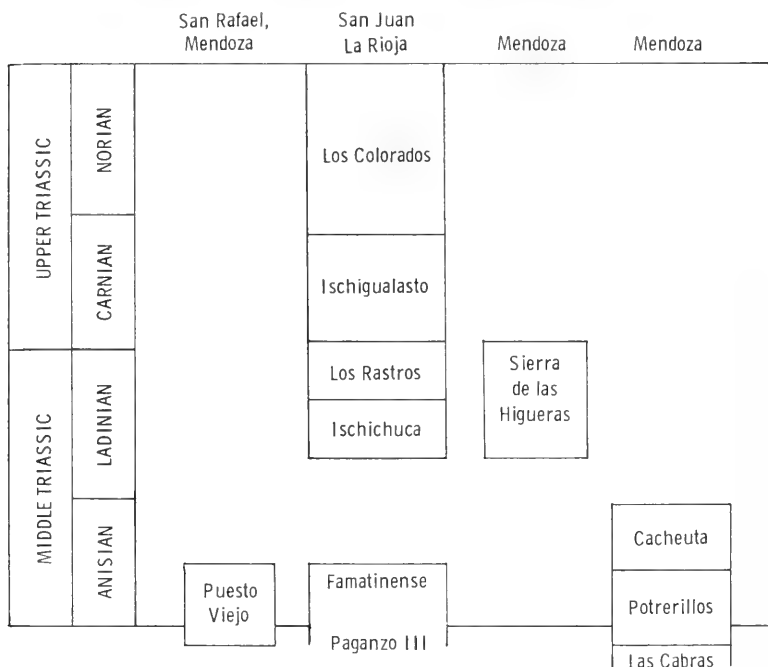 San Rafael,
Mendoza
San Juan
La Rioja
Mendoza
Mendoza
UPPER TRIASSIC
NORIAN
CARNIAN
MIDDLE TRIASSIC
LADINIAN
ANISIAN
Los Colorados
Ischigualasto
Los Rastros
Ischichuca
Sierra
de las
Higueras
Cacheuta
Puesto
Viejo
Famatinense
Paganzo III
Potrerillos
Las Cabras